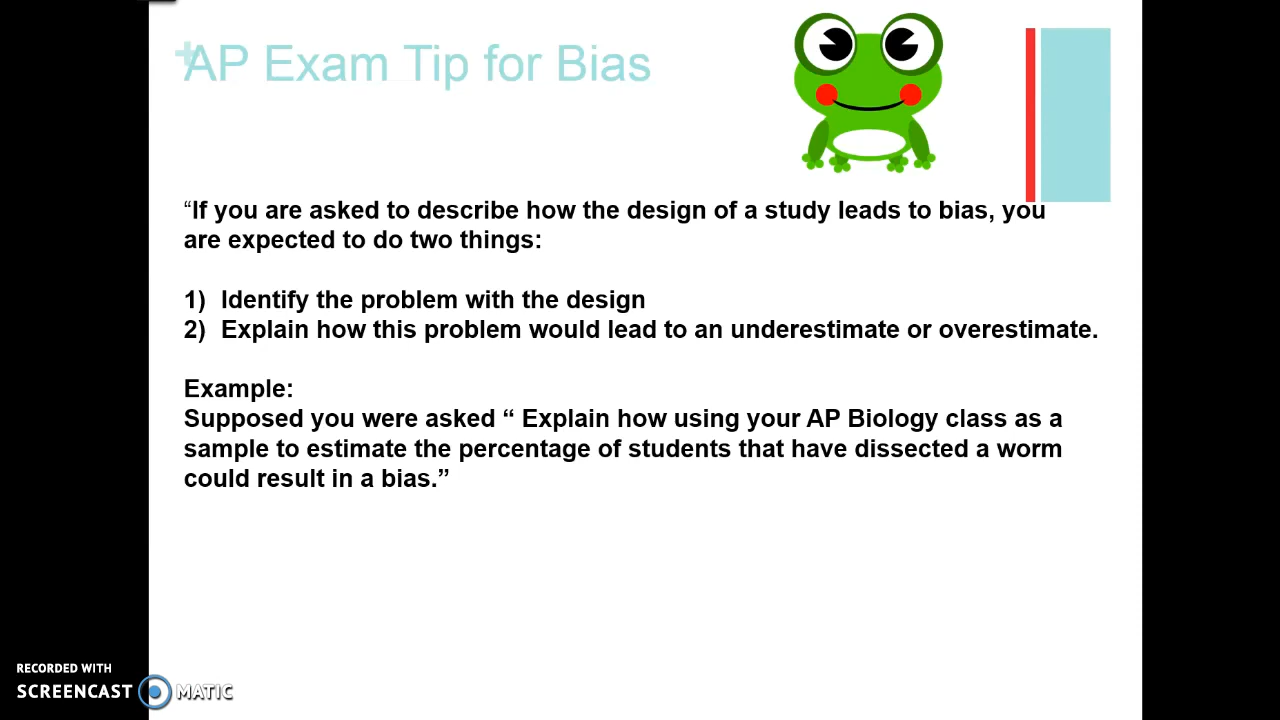 AP Exam Tip for Bias
“If you are asked to describe how the design of a study leads to bias, you
are expected to do two things:
1) Identify the problem with the design
2) Explain how this problem would lead to an underestimate or overestimate.
Example:
Supposed you were asked “ Explain how using your AP Biology class as a
sample to estimate the percentage of students that have dissected a worm
could result in a bias.”
RECORDED WITH
SCREENCAST MATIC